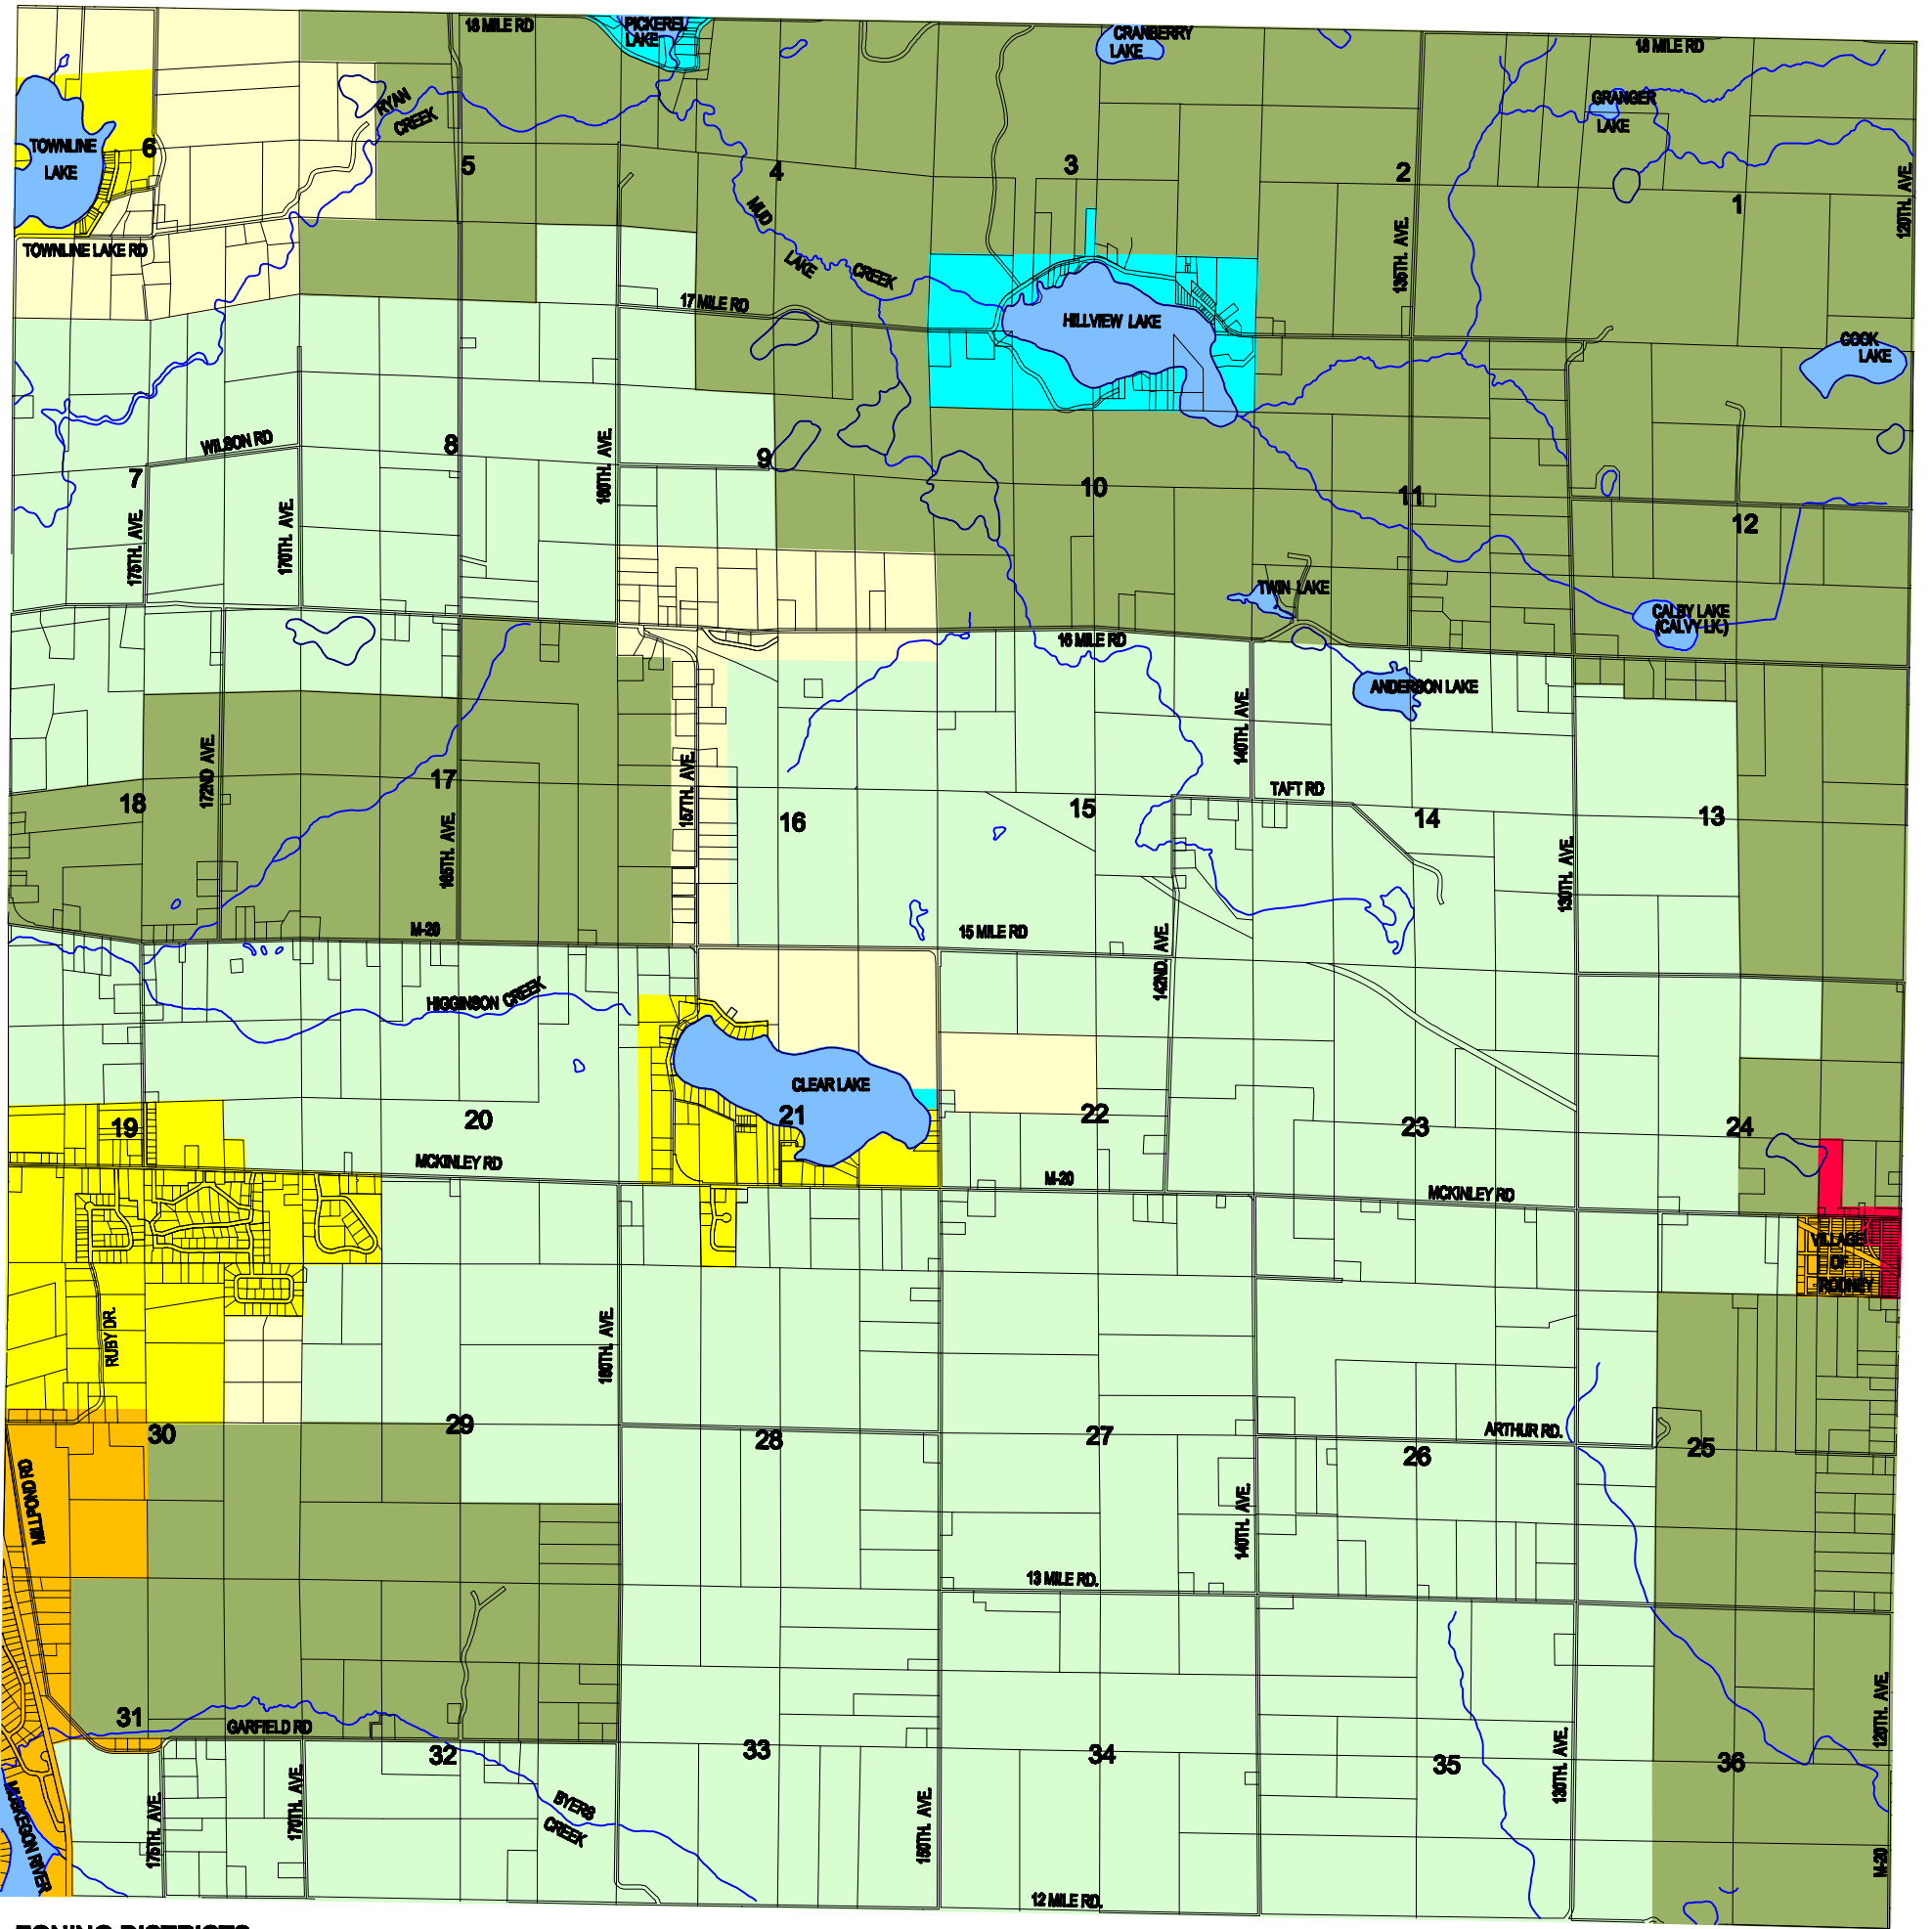 18 MILE RD
PICKEREL
LAKE
CRANBERRY
LAKE
18 MILE RD
TOWNLINE
LAKE
6
RYAN
CREEK
5
4
3
2
GRANGER
LAKE
1
120TH. AVE.
TOWNLINE LAKE RD
MUD
LAKE
CREEK
135TH. AVE.
17 MILE RD
HILLVIEW LAKE
COOK
LAKE
WILSON RD
7
8
9
10
11
12
175TH. AVE.
170TH. AVE.
160TH. AVE.
TWIN LAKE
CALBY LAKE
(CALVY LK.)
16 MILE RD
ANDERSON LAKE
140TH. AVE.
172ND AVE.
157TH. AVE.
TAFT RD
18
17
16
15
14
13
165TH. AVE.
130TH. AVE.
M-20
15 MILE RD
142ND. AVE.
HIGGINSON CREEK
CLEAR LAKE
19
20
21
22
23
24
MCKINLEY RD
M-20
MCKINLEY RD
VILLAGE
OF
RODNEY
RUBY DR.
160TH. AVE.
30
29
28
27
26
25
ARTHUR RD.
MILLPOND RD
140TH. AVE.
13 MILE RD.
31
GARFIELD RD
32
33
34
35
36
120TH. AVE.
MUSKEGON RIVER
175TH. AVE.
170TH. AVE.
BYERS
CREEK
150TH. AVE.
130TH. AVE.
M-20
12 MILE RD.
ZONING DISTRICTS